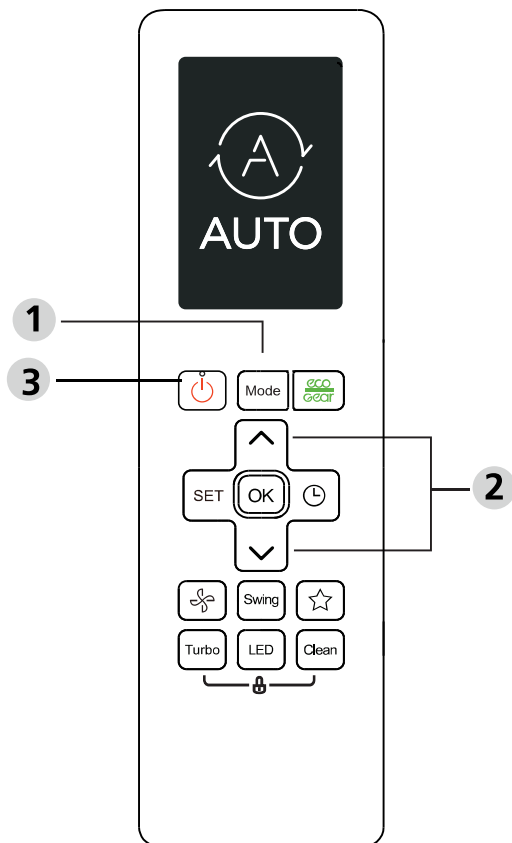 A
AUTO
1
3
Mode
eco
Gear
SET
OK
2
Swing
Turbo
LED
Clean